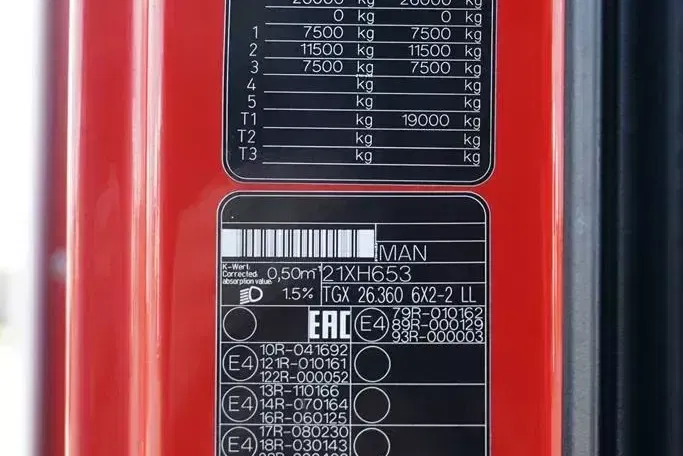 26000 kg 26000 kg
0 kg 0 kg
1 7500 kg 7500 kg
2 11500 kg 11500 kg
3 7500 kg 7500 kg
4 kg kg
5 kg kg
T1 kg 19000 kg
T2 kg kg
T3 kg kg
MAN
K-Wert
Corrected
absorption value
0,50m⁻¹
21XH653
1.5%
TGX 26.360 6X2-2 LL
EAC
E4
79R-010162
89R-000129
93R-000003
E4
10R-041692
121R-010161
122R-000052
E4
13R-110166
14R-070164
16R-060125
E4
17R-080230
18R-030143